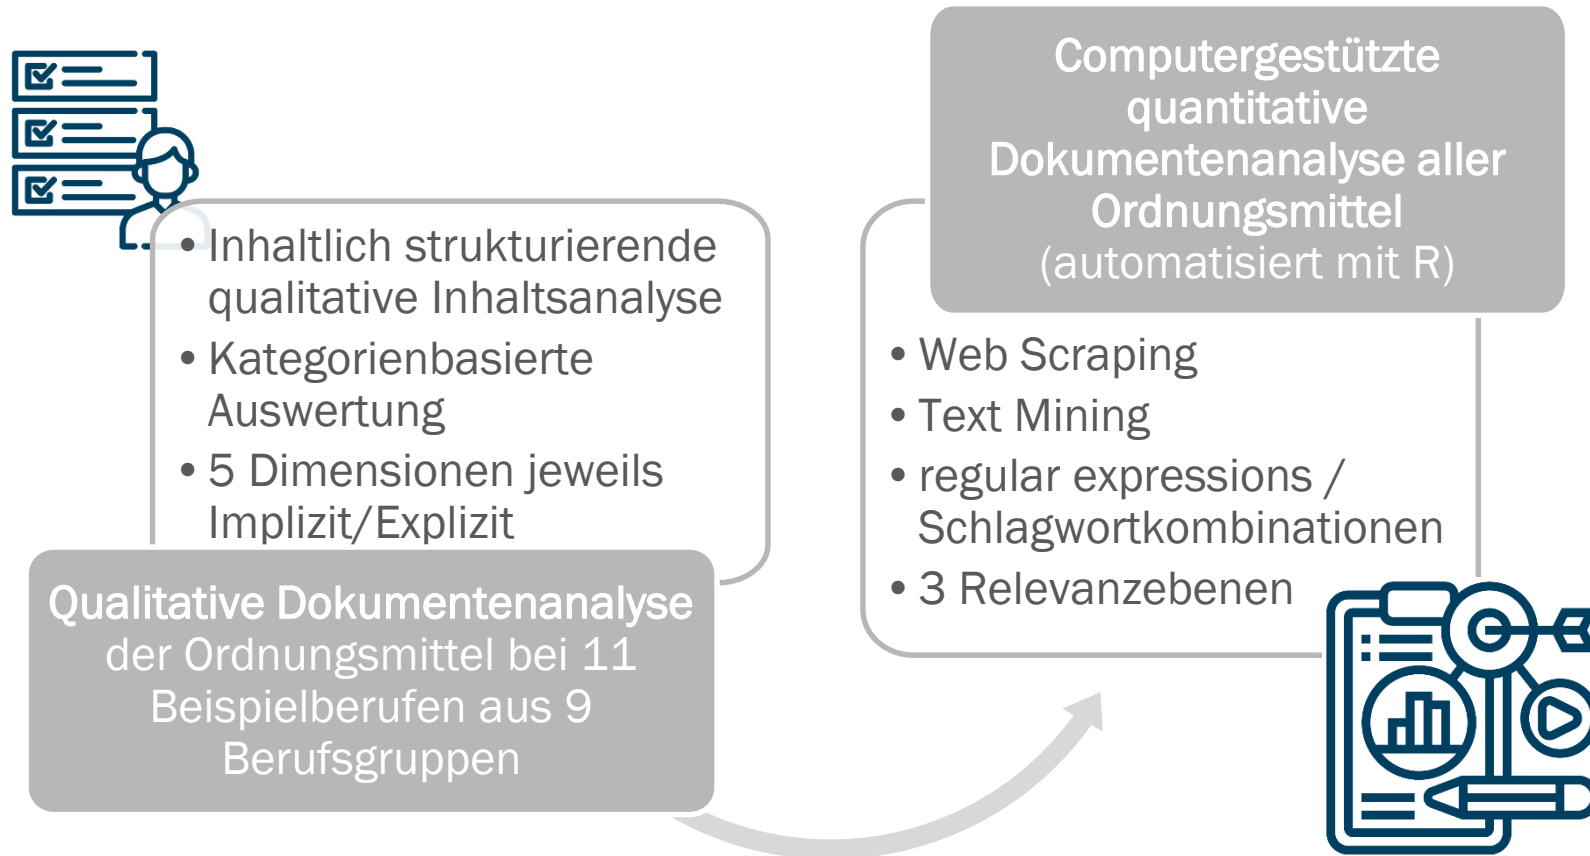 • Inhaltlich strukturierende
qualitative Inhaltsanalyse
• Kategorienbasierte
Auswertung
• 5 Dimensionen jeweils
Implizit/Explizit
Qualitative Dokumentenanalyse
der Ordnungsmittel bei 11
Beispielberufen aus 9
Berufsgruppen
Computergestützte
quantitative
Dokumentenanalyse aller
Ordnungsmittel
(automatisiert mit R)
• Web Scraping
• Text Mining
• regular expressions /
Schlagwortkombinationen
• 3 Relevanzebenen